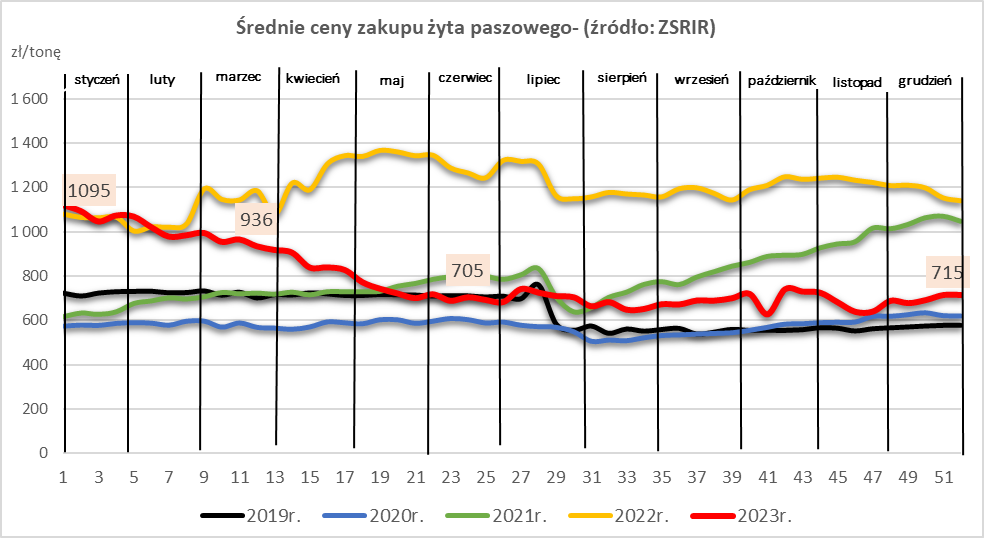 Średnie ceny zakupu żyta paszowego- (źródło: ZSRIR)
zł/tonę
styczeń luty marzec kwiecień maj czerwiec lipiec sierpień wrzesień październik listopad grudzień
1 600
1 400
1 200
1 000
800
600
400
200
0
1095
936
705
715
1 3 5 7 9 11 13 15 17 19 21 23 25 27 29 31 33 35 37 39 41 43 45 47 49 51
2019r. 2020r. 2021r. 2022r. 2023r.